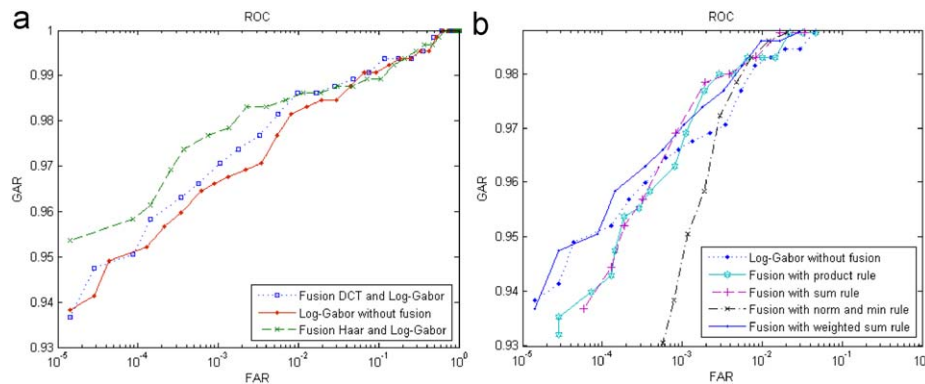 a
ROC
1
0.99
0.98
0.97
0.96
0.95
0.94
0.93
GAR
10-5
10-4
10-3
10-2
10-1
100
FAR
Fusion DCT and Log-Gabor
Log-Gabor without fusion
Fusion Haar and Log-Gabor
b
ROC
0.98
0.97
0.96
0.95
0.94
0.93
GAR
10-5
10-4
10-3
10-2
10-1
10
FAR
Log-Gabor without fusion
Fusion with product rule
Fusion with sum rule
Fusion with norm and min rule
Fusion with weighted sum rule